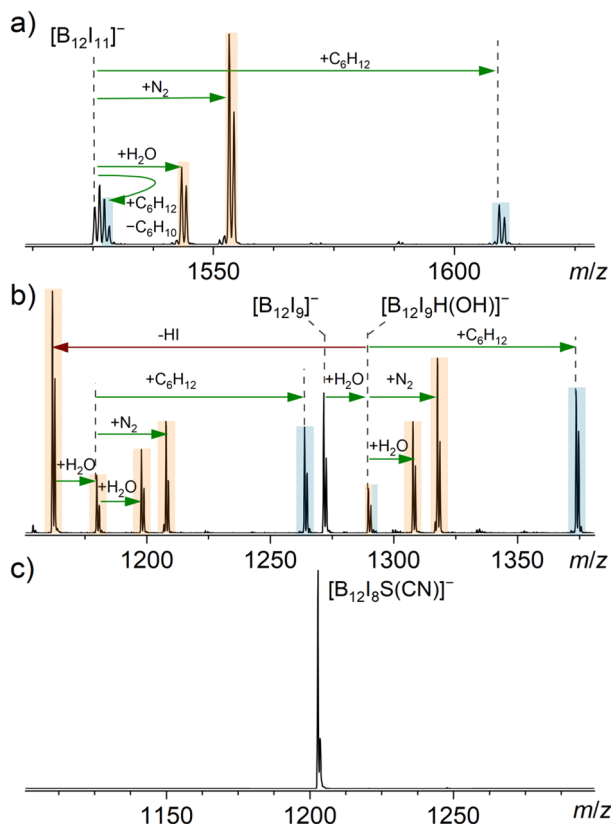 a)
[B₁₂I₁₁]⁻
+C₆H₁₂
+N₂
+H₂O
+C₆H₁₂
−C₆H₁₀
1550
1600
m/z
b)
[B₁₂I₉]⁻
[B₁₂I₉H(OH)]⁻
-HI
+C₆H₁₂
+C₆H₁₂
+H₂O
+N₂
+N₂
+H₂O
+H₂O
+H₂O
1200
1250
1300
1350
m/z
c)
[B₁₂I₈S(CN)]⁻
1150
1200
1250
m/z